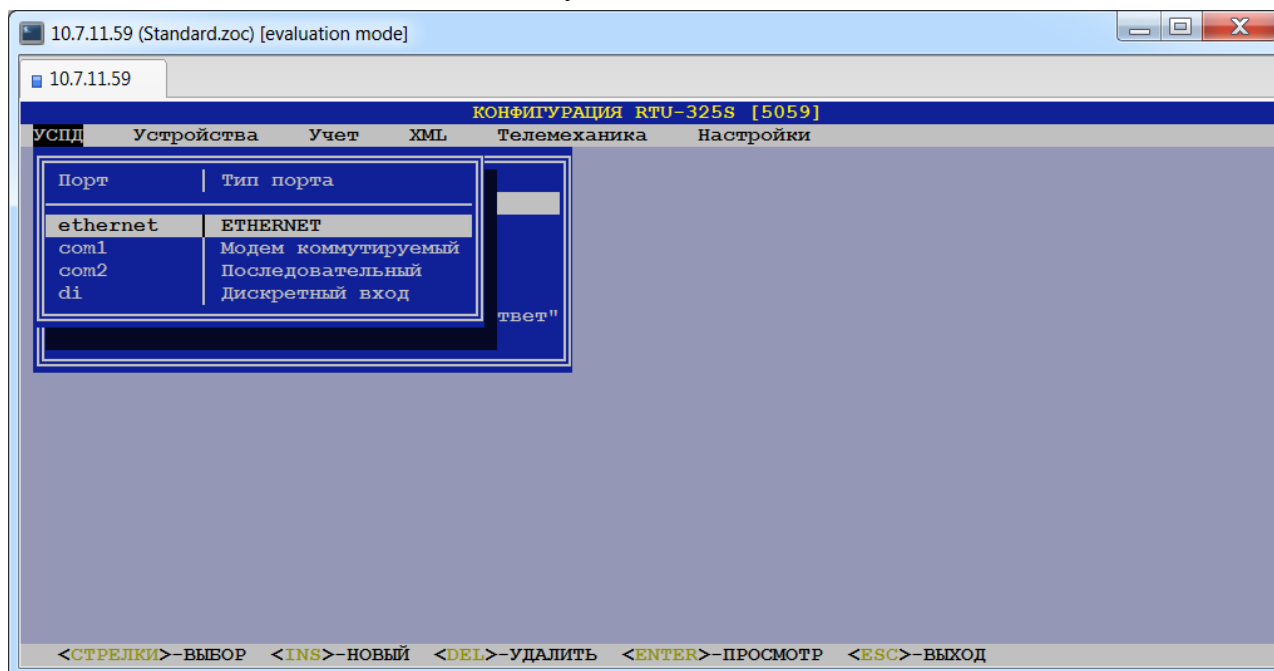 10.7.11.59 (Standard.zoc) [evaluation mode]
10.7.11.59
КОНФИГУРАЦИЯ RTU-325S [5059]
УСПД Устройства Учет XML Телемеханика Настройки
Порт Тип порта
ethernet ETHERNET
com1 Модем коммутируемый
com2 Последовательный
di Дискретный вход
твет"
<СТРЕЛКИ>-ВЫБОР <INS>-НОВЫЙ <DEL>-УДАЛИТЬ <ENTER>-ПРОСМОТР <ESC>-ВЫХОД